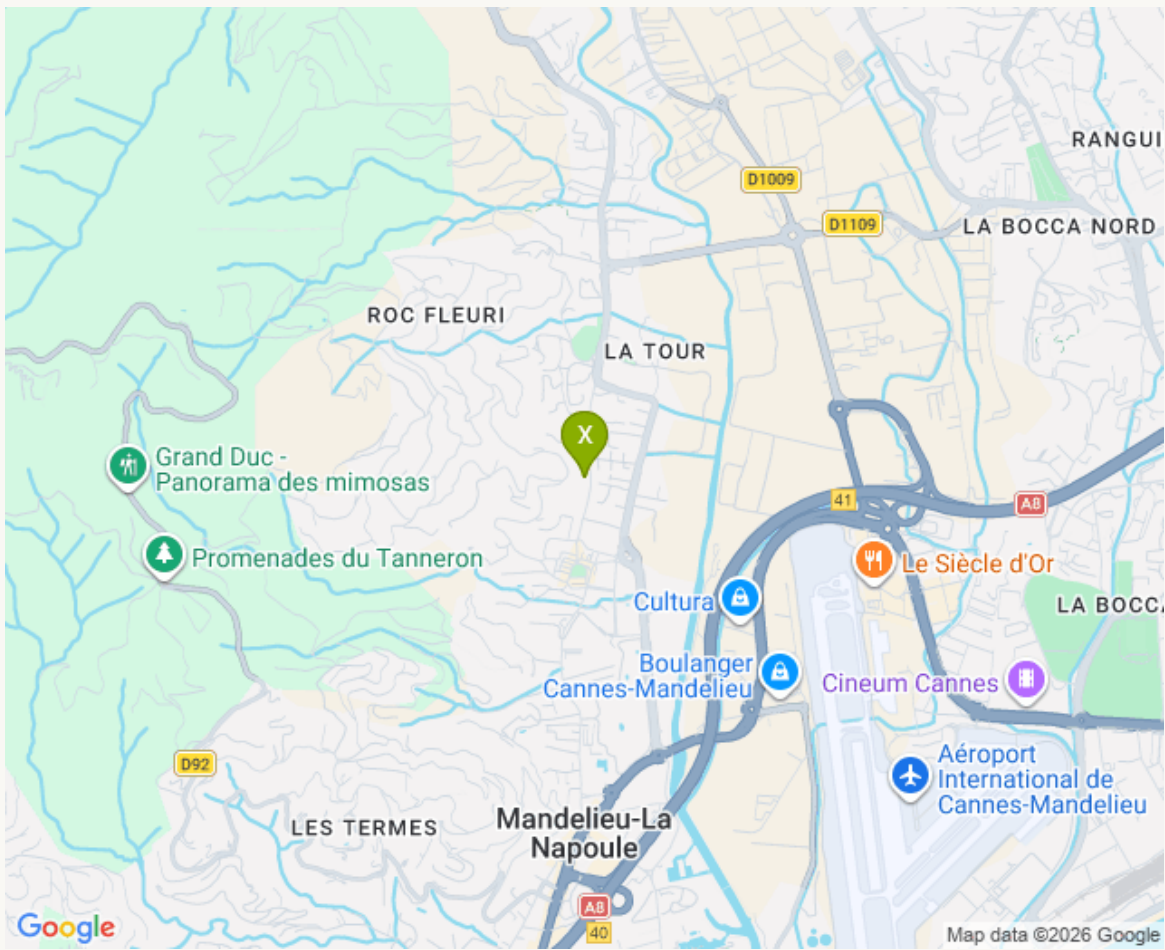 RANGUI
D1009
D1109
LA BOCCA NORD
ROC FLEURI
LA TOUR
X
Grand Duc -
Panorama des mimosas
41
A8
Promenades du Tanneron
Le Siècle d'Or
Cultura
LA BOCCA
Boulanger
Cannes-Mandelieu
Cineum Cannes
D92
Aéroport
International de
Cannes-Mandelieu
LES TERMES
Mandelieu-La
Napoule
A8
40
Google
Map data ©2026 Google